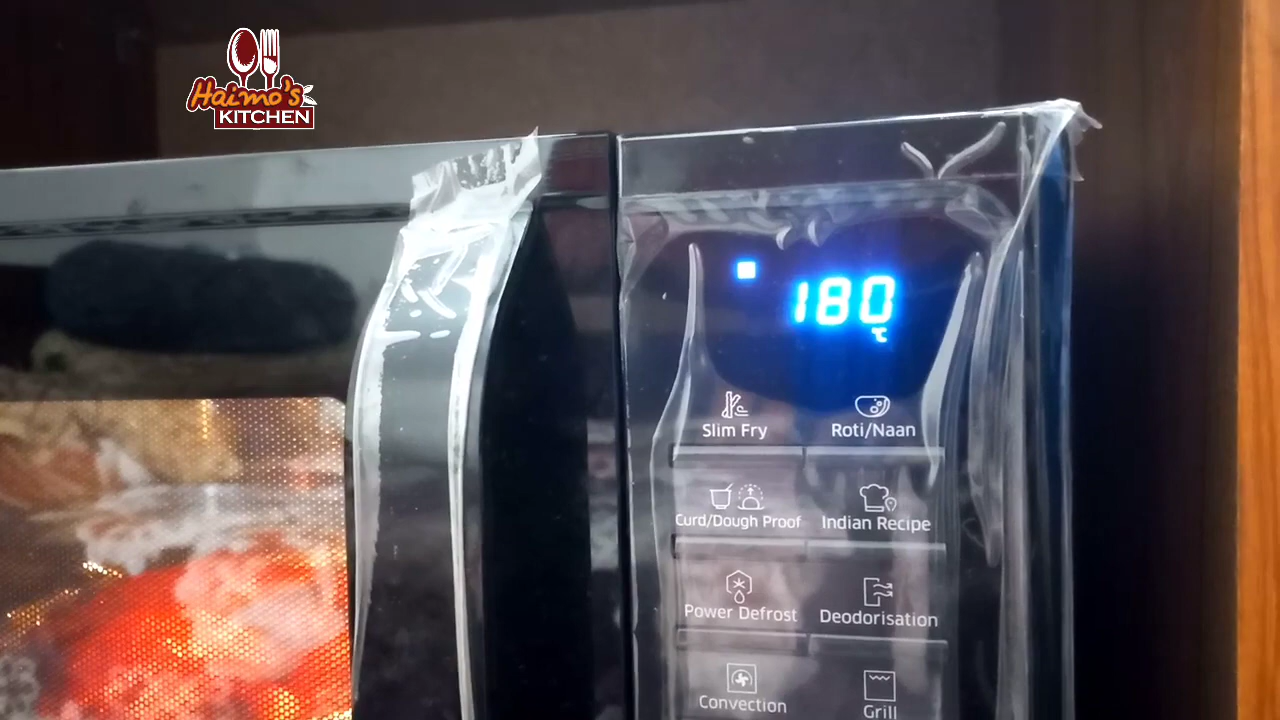 Haimo's
KITCHEN
180
°C
Slim Fry
Roti/Naan
Curd/Dough Proof
Indian Recipe
Power Defrost
Deodorisation
Convection
Grill